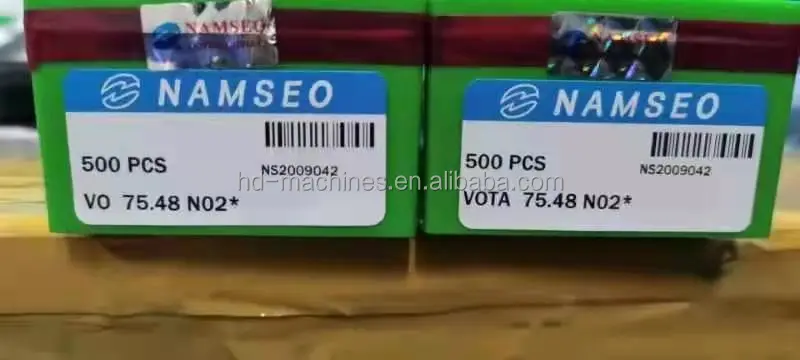 NAMSEO
NAMSEO
500 PCS
NS2009042
VO 75.48 N02*
NAMSEO
500 PCS
NS2009042
VOTA 75.48 N02*
hd-machines.en.alibaba.com